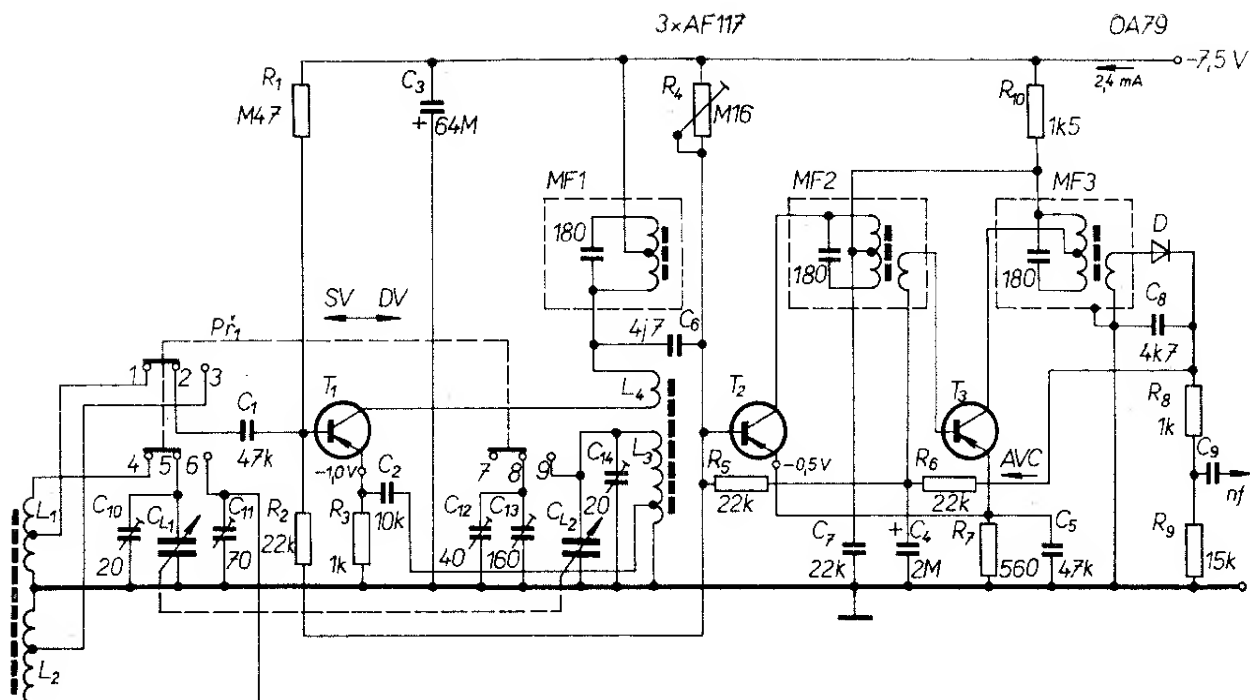 3×AF117
OA79
−7,5 V
2,4 mA
R1
M47
C3
+ 64M
R4
M16
R10
1k5
MF1
180
MF2
180
MF3
180
D
C8
4k7
SV DV
Př1
4j7
C6
L4
1 2 3
C1
47k
T1
−1,0V
C2
10k
4 5 6
7 8 9
C14
20
L3
T2
−0,5V
T3
R5
22k
R6
22k
AVC
R8
1k
C9
nf
L1
C10
20
CL1
C11
70
R2
22k
R3
1k
C12
40
C13
160
CL2
C7
22k
+
C4
2M
R7
560
C5
47k
R9
15k
L2